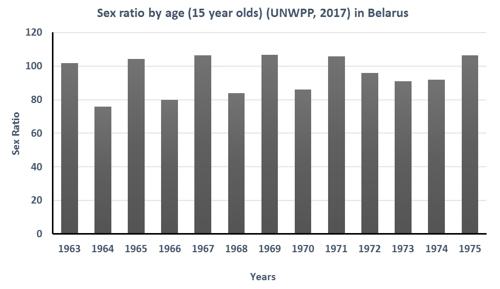 Sex ratio by age (15 year olds) (UNWPP, 2017) in Belarus
120
100
80
60
40
20
0
Sex Ratio
1963 1964 1965 1966 1967 1968 1969 1970 1971 1972 1973 1974 1975
Years